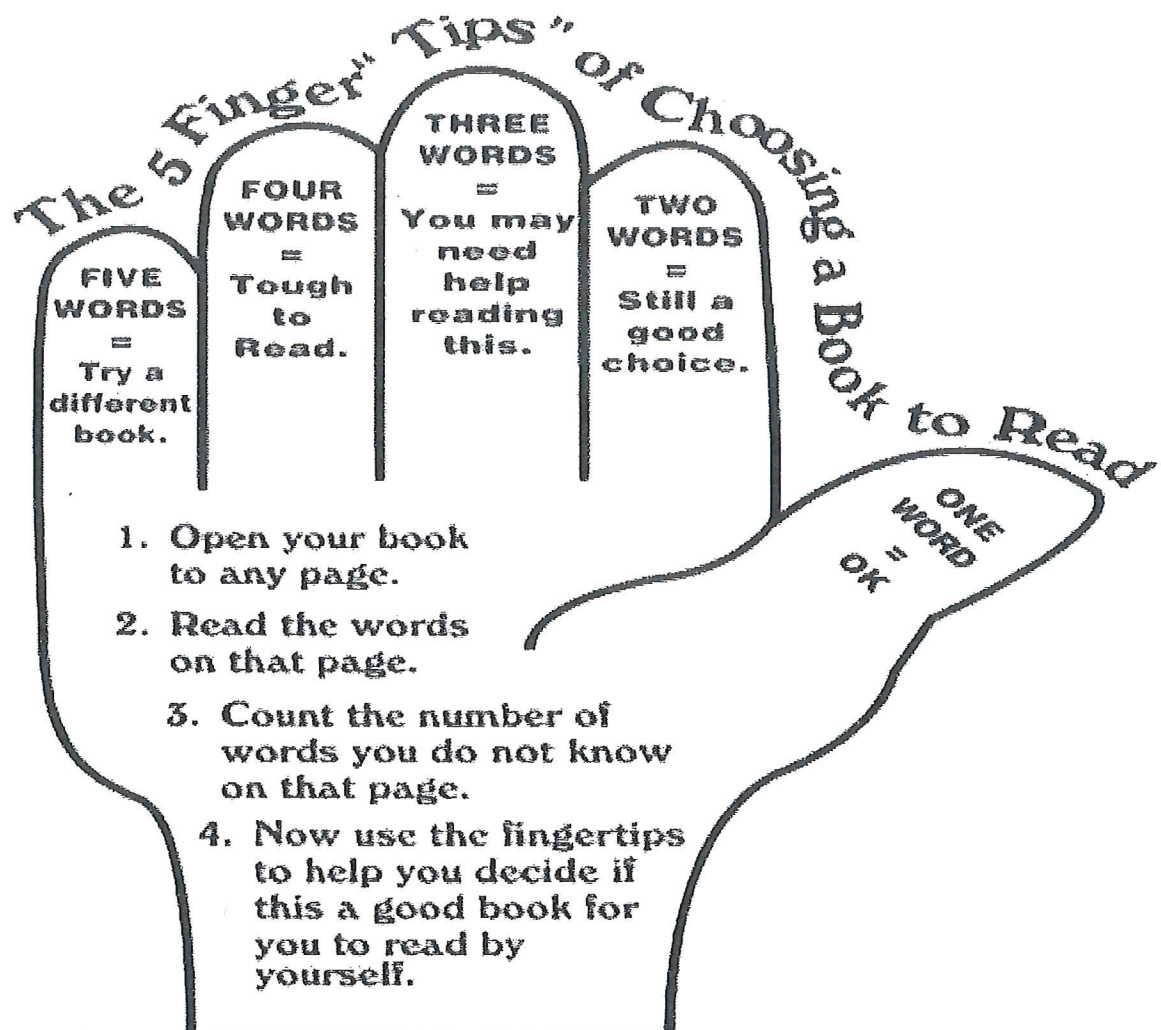 The 5 Finger "Tips" of Choosing a Book to Read
FIVE
WORDS
=
Try a
different
book.
FOUR
WORDS
=
Tough
to
Read.
THREE
WORDS
=
You may
need
help
reading
this.
TWO
WORDS
=
Still a
good
choice.
ONE
WORD
=
OK
1. Open your book
to any page.
2. Read the words
on that page.
3. Count the number of
words you do not know
on that page.
4. Now use the fingertips
to help you decide if
this a good book for
you to read by
yourself.